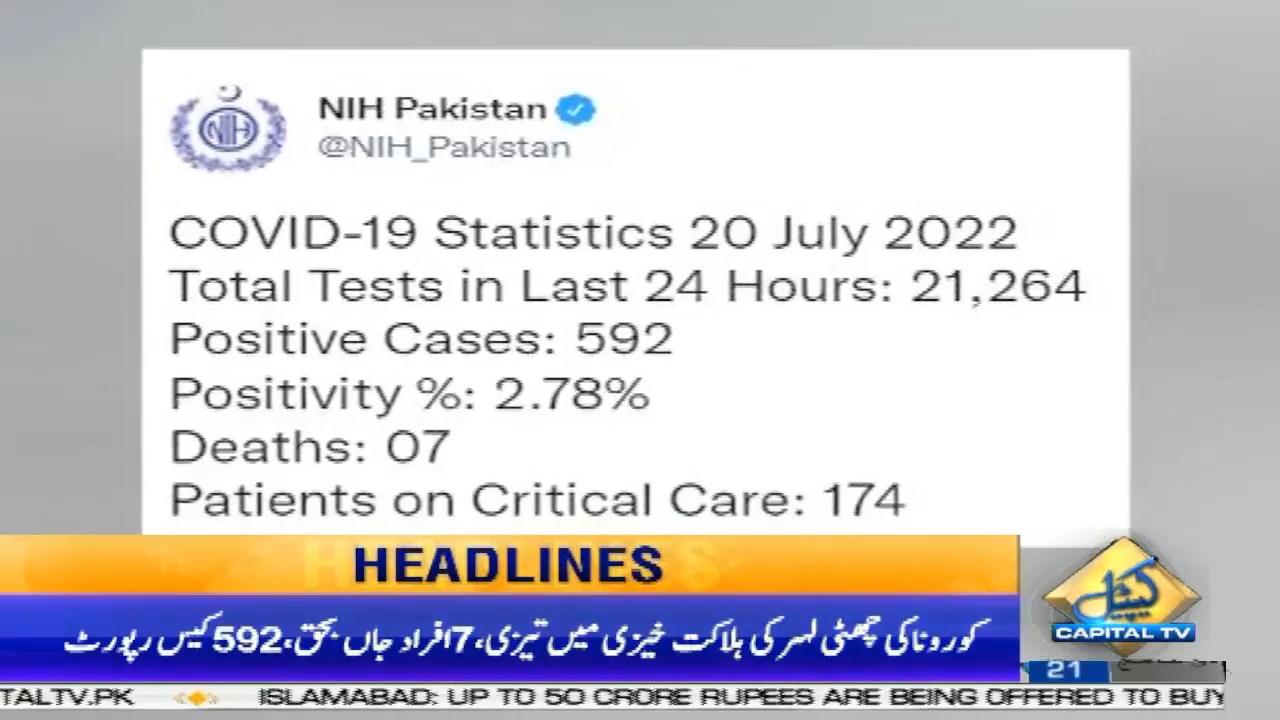 NIH
NIH Pakistan
@NIH_Pakistan
COVID-19 Statistics 20 July 2022
Total Tests in Last 24 Hours: 21,264
Positive Cases: 592
Positivity %: 2.78%
Deaths: 07
Patients on Critical Care: 174
HEADLINES
کورونا کی چھٹی لہر کی ہلاکت خیزی میں تیزی، 7 افراد جاں بحق، 592 کیس رپورٹ
کیپیٹل
CAPITAL TV
21
TALTV.PK ISLAMABAD: UP TO 50 CRORE RUPEES ARE BEING OFFERED TO BUY